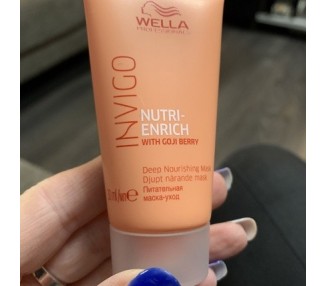 WELLA
PROFESSIONALS
INVIGO
NUTRI-
ENRICH
WITH GOJI BERRY
Deep Nourishing Mask
Djupt närande mask
Питательная
маска-уход